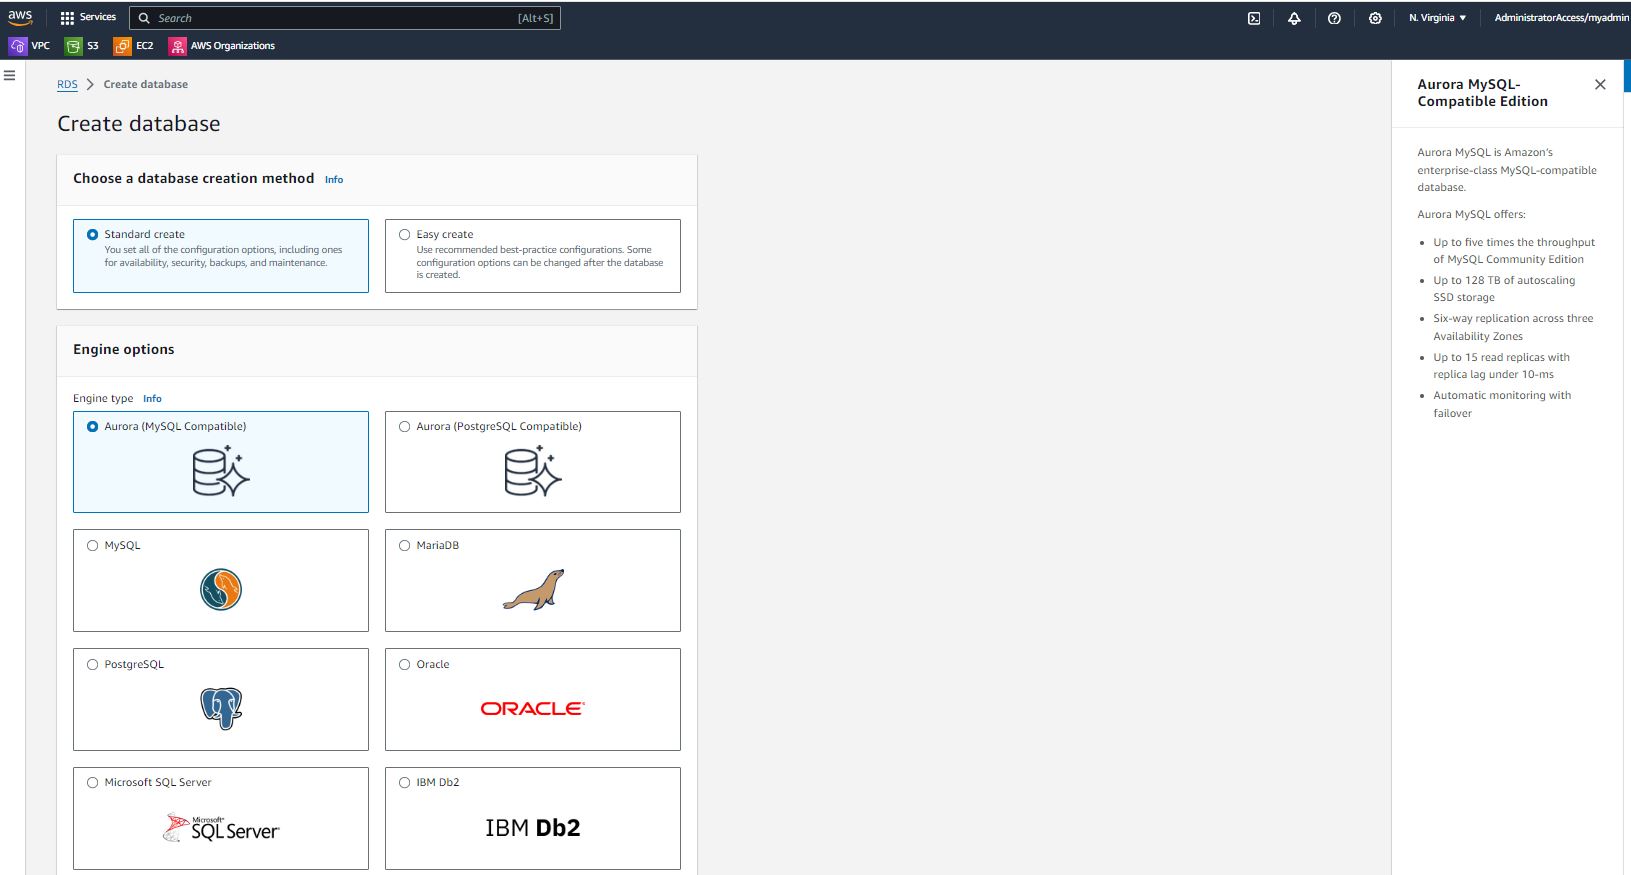 aws
Services
Search
[Alt+S]
N. Virginia
AdministratorAccess/myadmin
VPC
S3
EC2
AWS Organizations
RDS
Create database
Create database
Choose a database creation method Info
Standard create
You set all of the configuration options, including ones
for availability, security, backups, and maintenance.
Easy create
Use recommended best-practice configurations. Some
configuration options can be changed after the database
is created.
Engine options
Engine type Info
Aurora (MySQL Compatible)
Aurora (PostgreSQL Compatible)
MySQL
MariaDB
PostgreSQL
Oracle
ORACLE
Microsoft SQL Server
Microsoft
SQL Server
IBM Db2
IBM Db2
Aurora MySQL-
Compatible Edition
Aurora MySQL is Amazon's
enterprise-class MySQL-compatible
database.
Aurora MySQL offers:
Up to five times the throughput
of MySQL Community Edition
Up to 128 TB of autoscaling
SSD storage
Six-way replication across three
Availability Zones
Up to 15 read replicas with
replica lag under 10-ms
Automatic monitoring with
failover